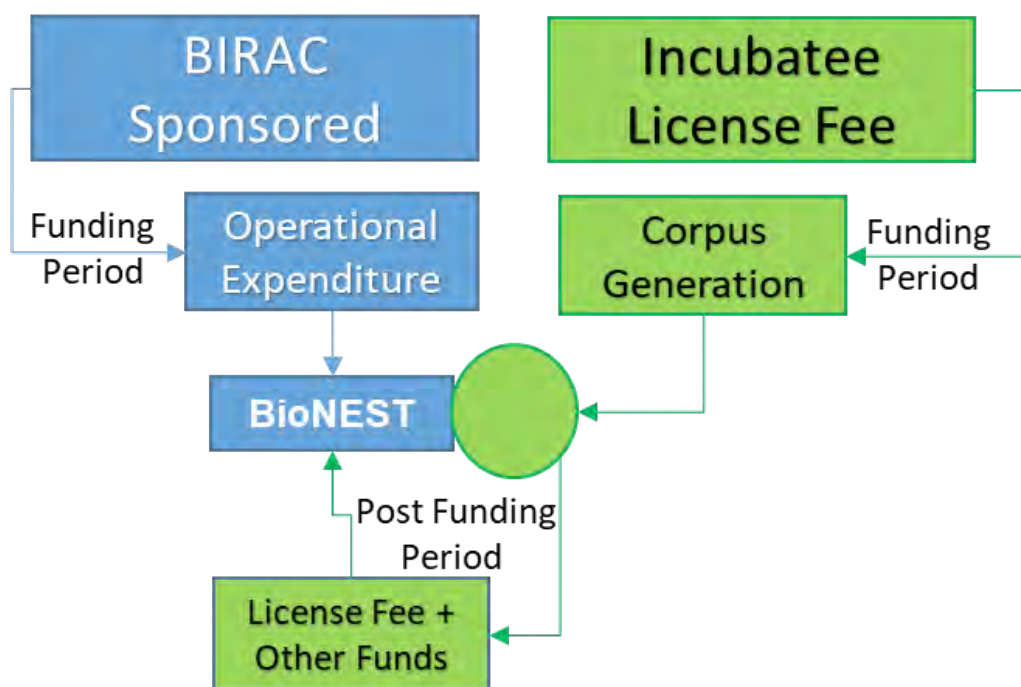 BIRAC
Sponsored
Incubatee
License Fee
Funding
Period
Operational
Expenditure
Corpus
Generation
Funding
Period
BioNEST
Post Funding
Period
License Fee +
Other Funds